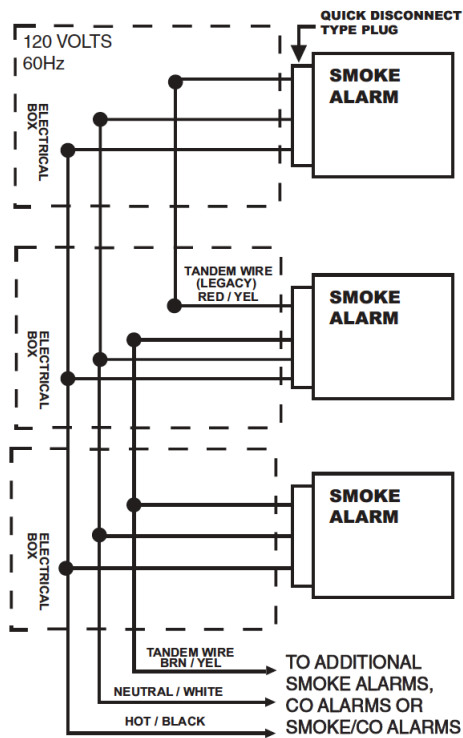 QUICK DISCONNECT
TYPE PLUG
120 VOLTS
60Hz
SMOKE
ALARM
ELECTRICAL
BOX
TANDEM WIRE
(LEGACY)
RED / YEL
SMOKE
ALARM
ELECTRICAL
BOX
SMOKE
ALARM
ELECTRICAL
BOX
TANDEM WIRE
BRN / YEL
NEUTRAL / WHITE
HOT / BLACK
TO ADDITIONAL
SMOKE ALARMS,
CO ALARMS OR
SMOKE/CO ALARMS